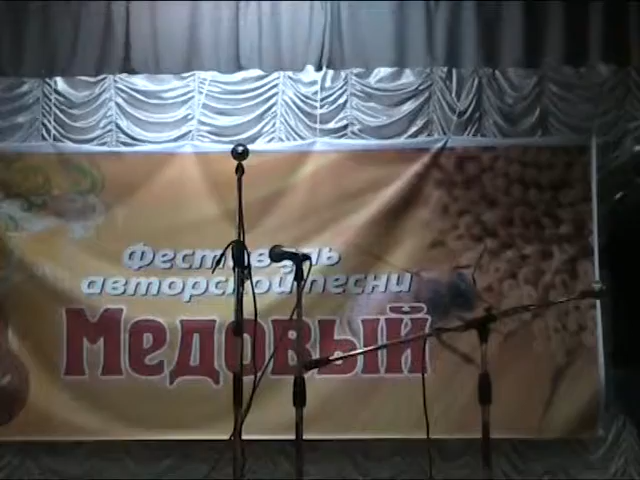 Фестиваль
авторской песни
Медовый